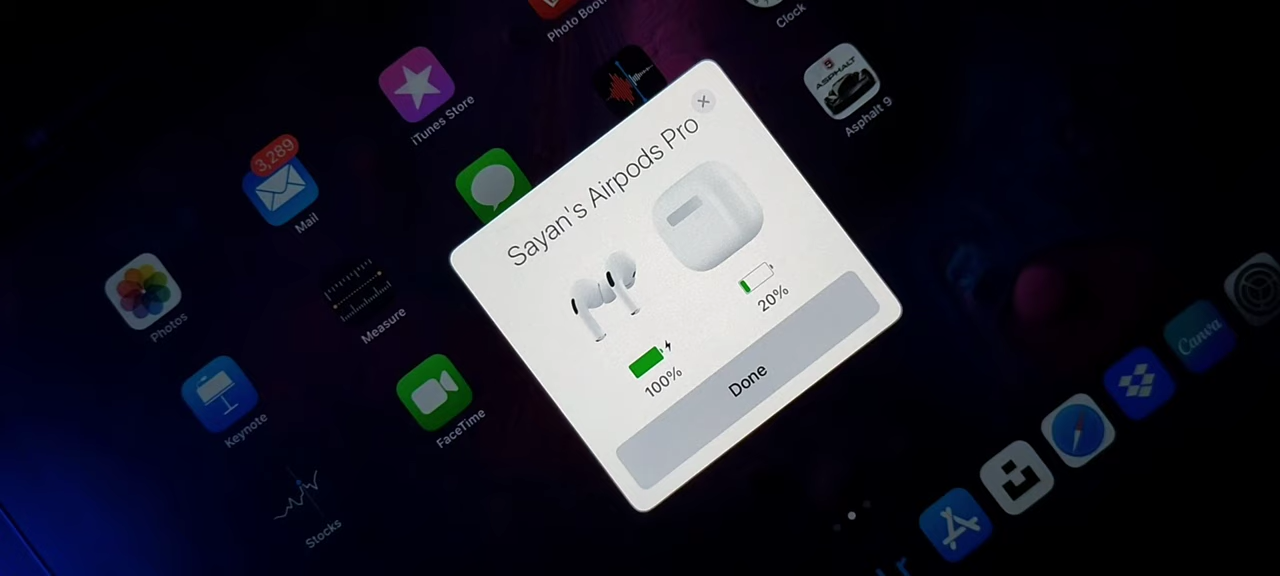 Photo Booth
Clock
iTunes Store
ASPHALT
Asphalt 9
3,289
Mail
Sayan's Airpods Pro
Photos
Measure
20%
100%
Done
Keynote
FaceTime
Stocks
Canva